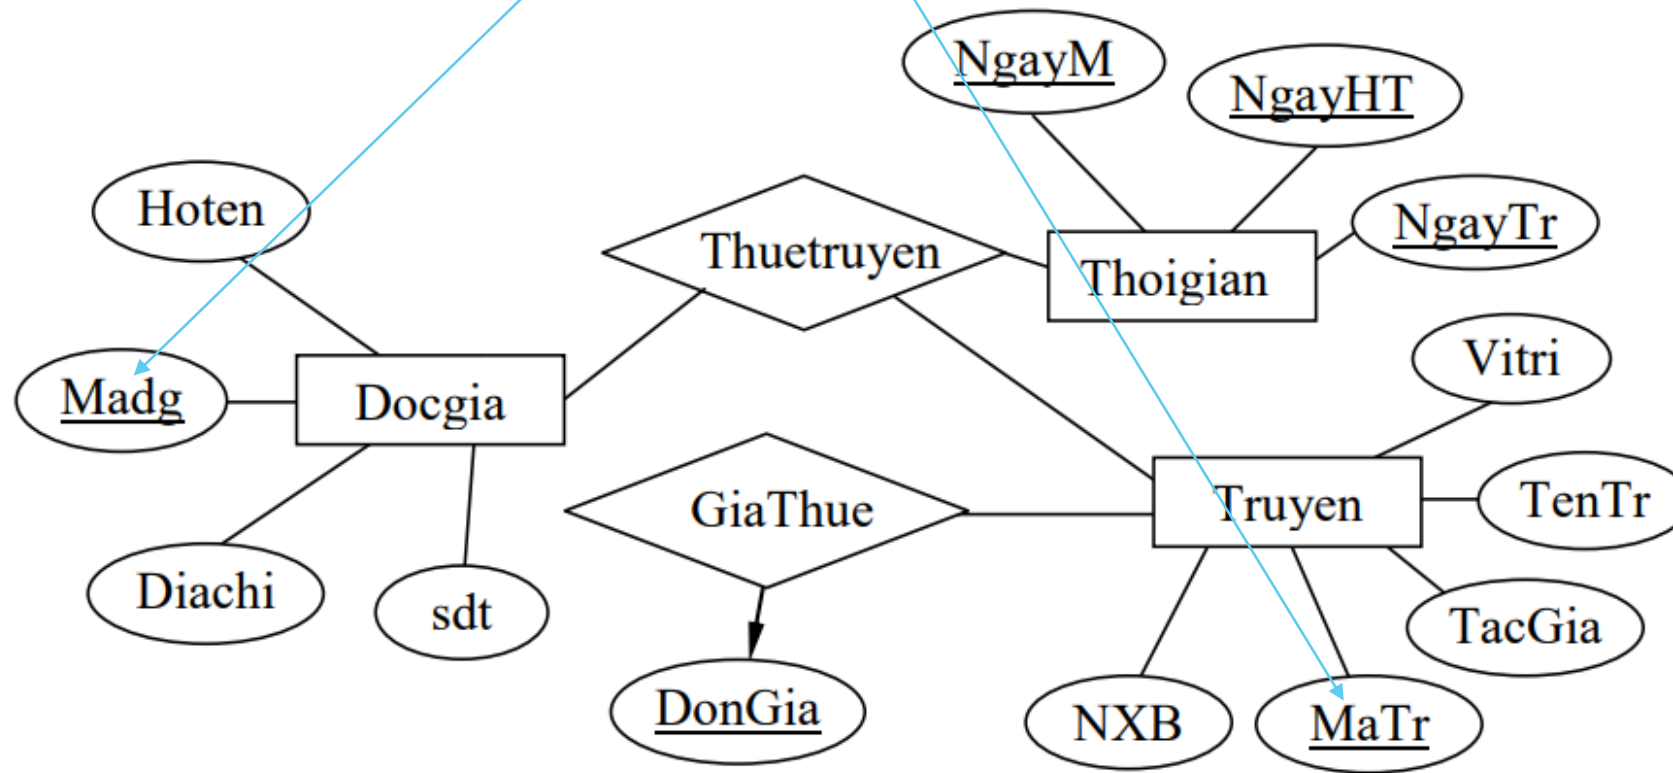 NgayM
NgayHT
Hoten
NgayTr
Thuetruyen
Thoigian
Vitri
Madg
Docgia
TenTr
GiaThue
Truyen
Diachi
sdt
TacGia
DonGia
NXB
MaTr